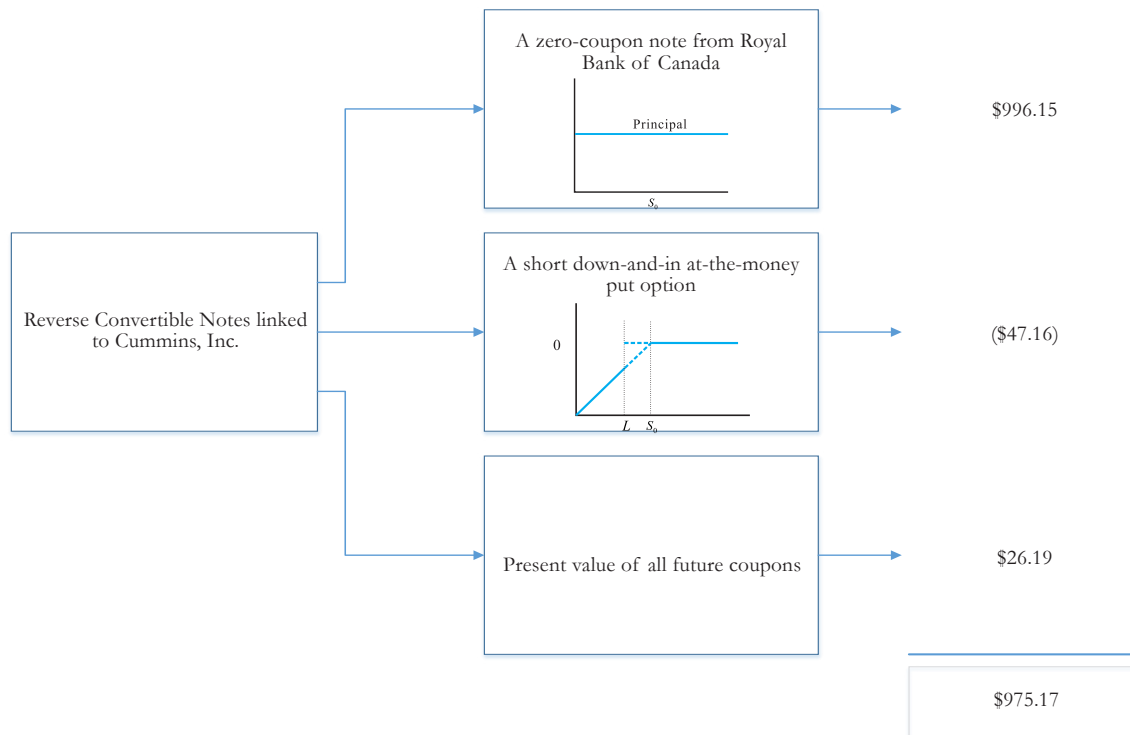 A zero-coupon note from Royal
Bank of Canada
Principal
S₀
$996.15
Reverse Convertible Notes linked
to Cummins, Inc.
A short down-and-in at-the-money
put option
0
L S₀
($47.16)
Present value of all future coupons
$26.19
$975.17